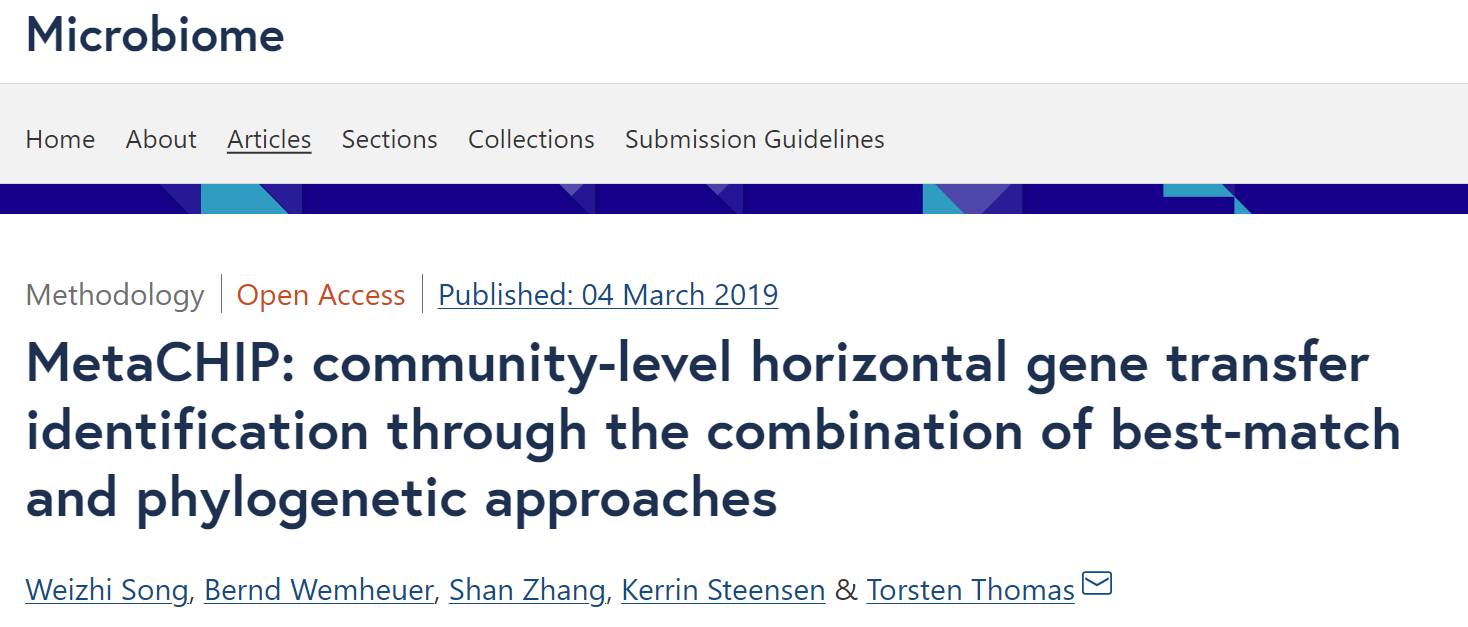 Microbiome
Home About Articles Sections Collections Submission Guidelines
Methodology Open Access Published: 04 March 2019
MetaCHIP: community-level horizontal gene transfer
identification through the combination of best-match
and phylogenetic approaches
Weizhi Song, Bernd Wemheuer, Shan Zhang, Kerrin Steensen & Torsten Thomas